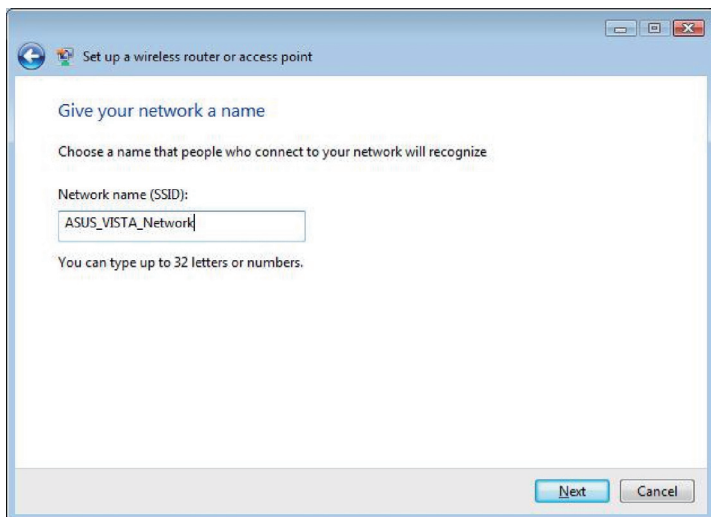 Set up a wireless router or access point
Give your network a name
Choose a name that people who connect to your network will recognize
Network name (SSID):
ASUS_VISTA_Network
You can type up to 32 letters or numbers.
Next Cancel